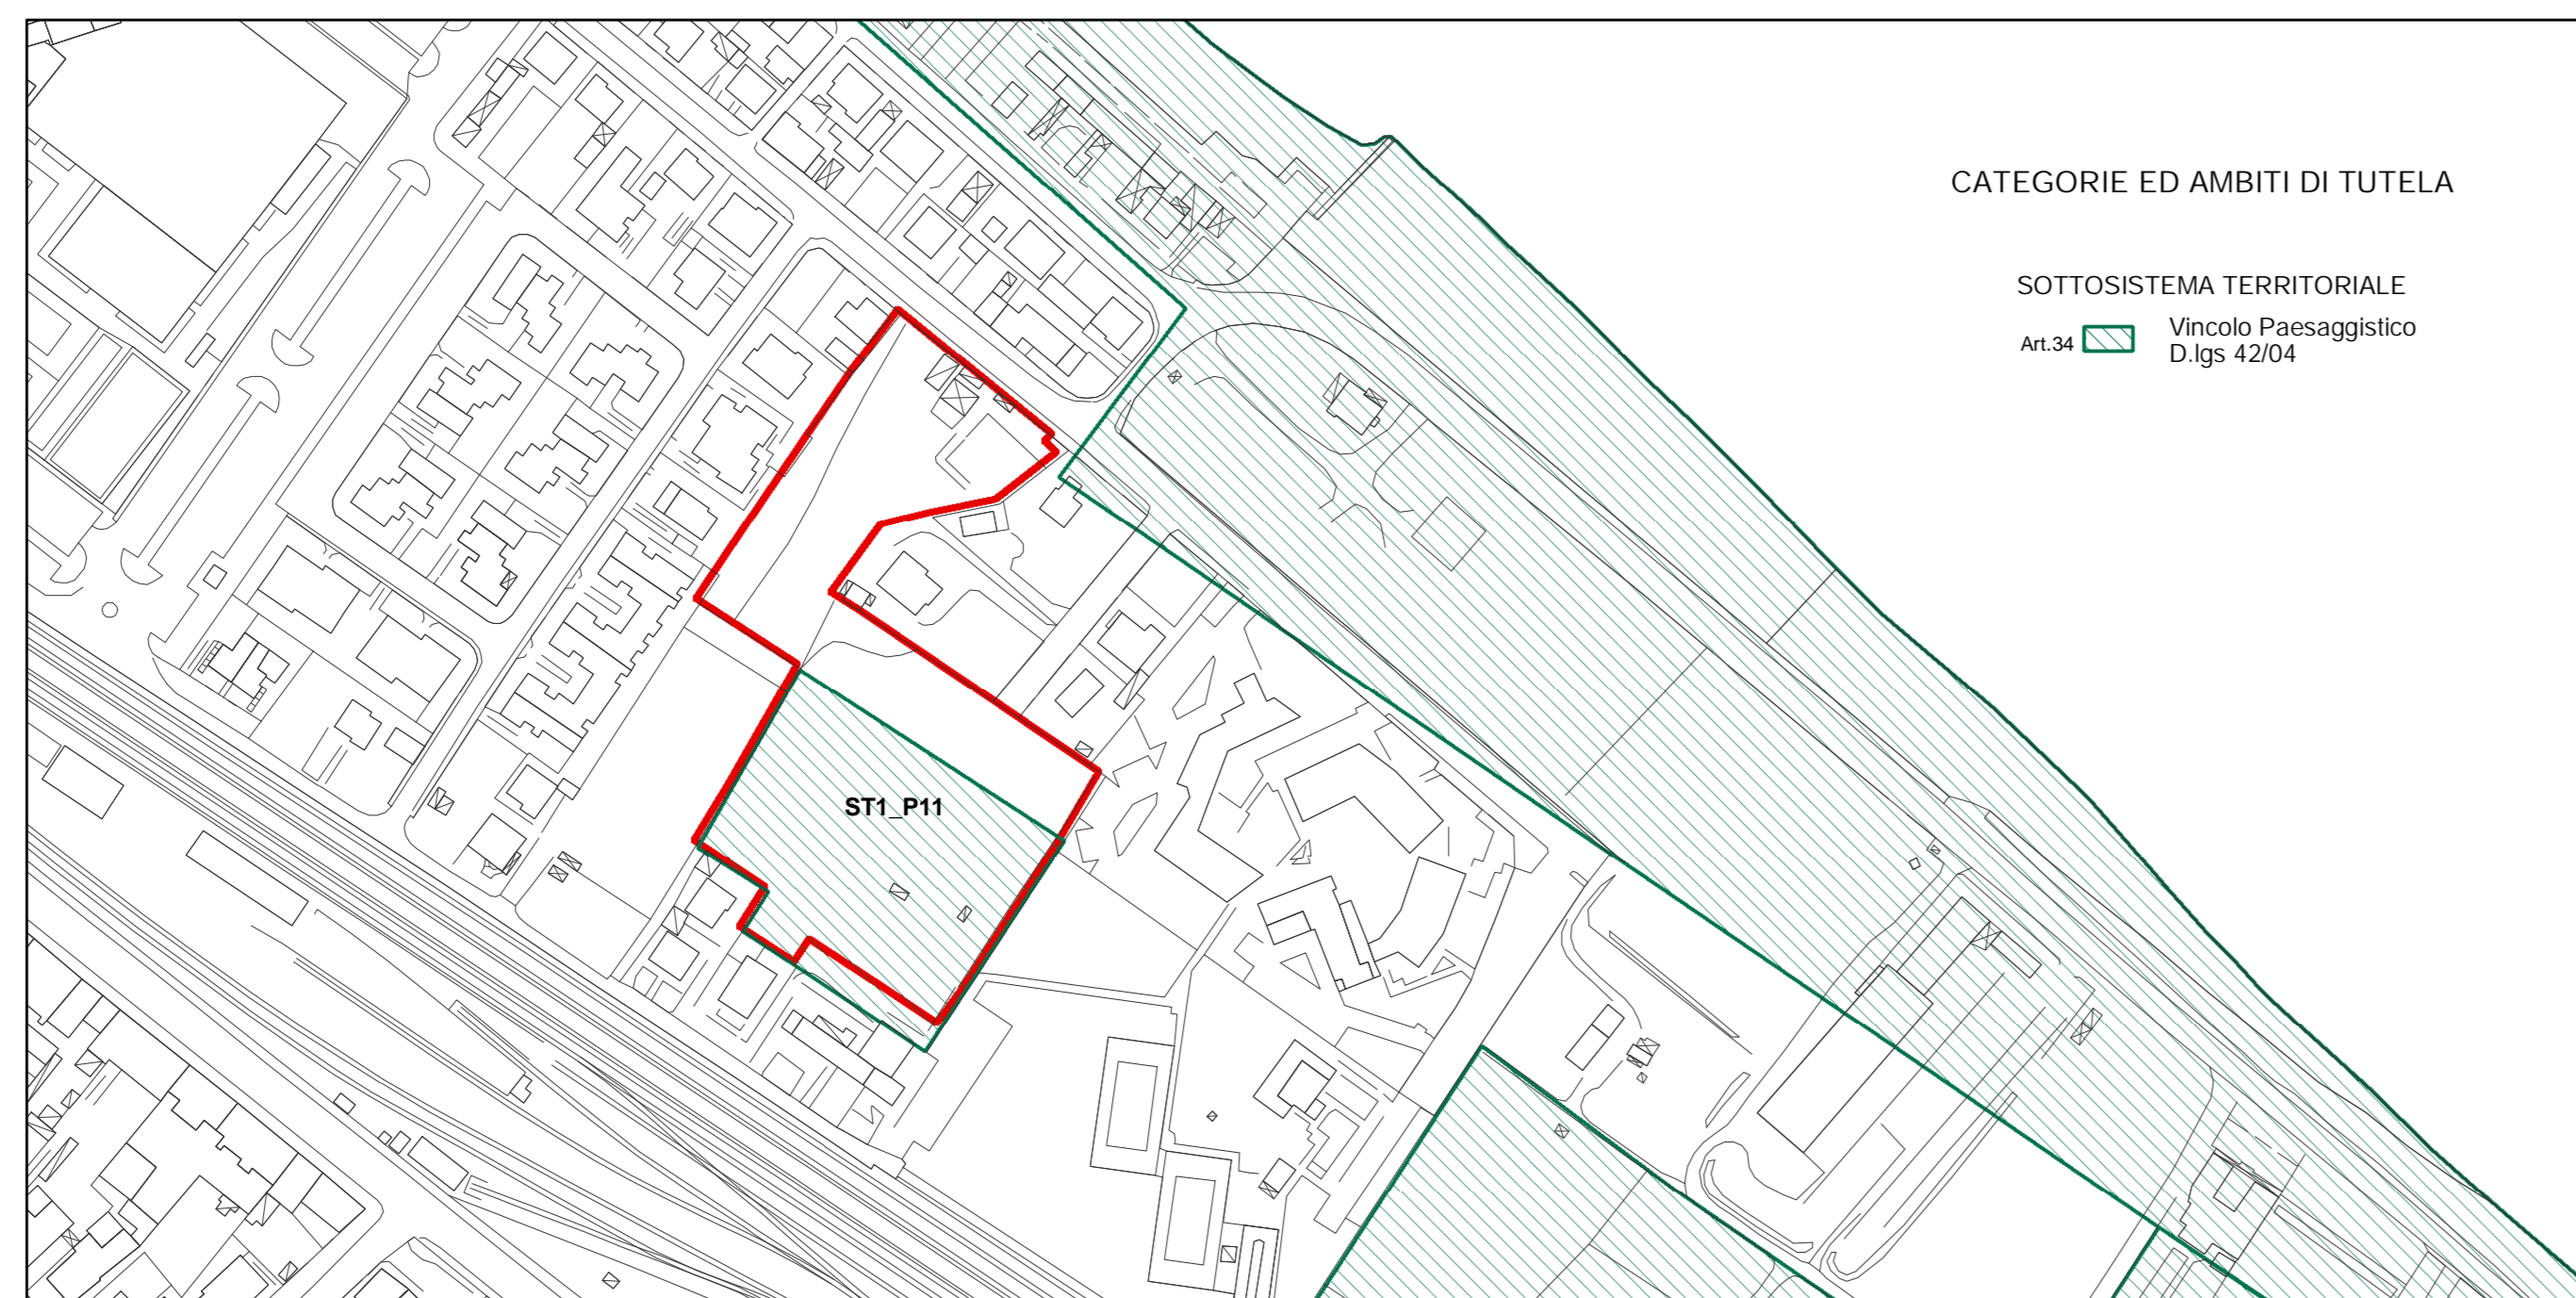 CATEGORIE ED AMBITI DI TUTELA
SOTTOSISTEMA TERRITORIALE
Art.34 Vincolo Paesaggistico
D.lgs 42/04
ST1_P11